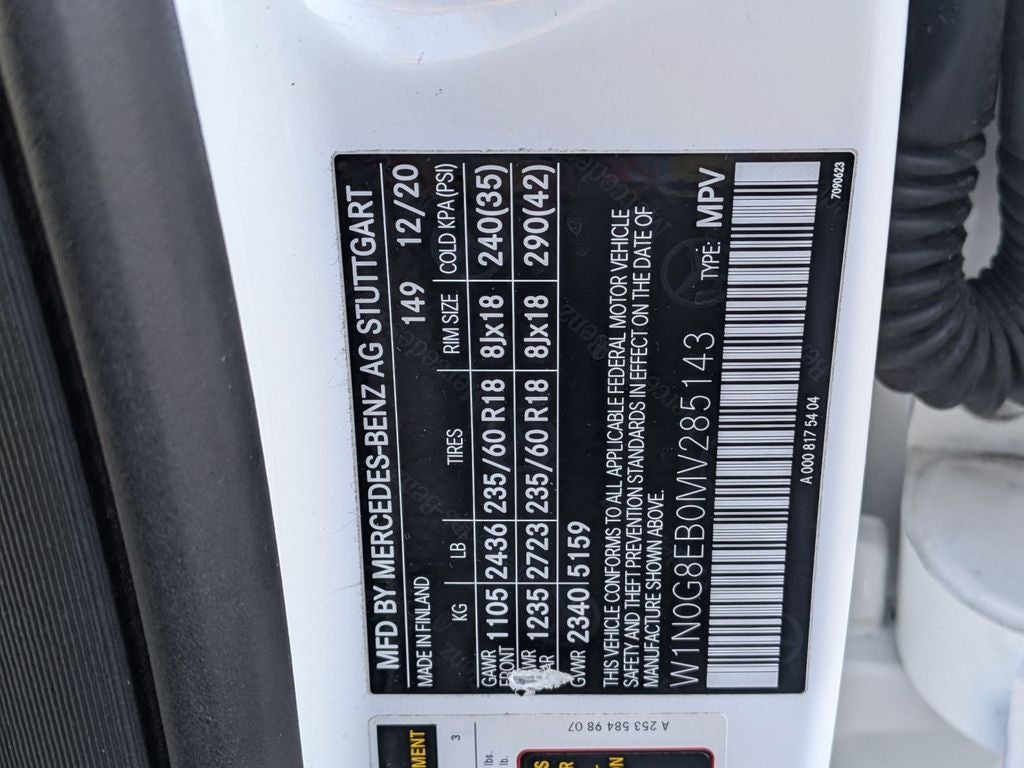 MFD BY MERCEDES-BENZ AG STUTTGART
MADE IN FINLAND 149 12/20
KG LB TIRES RIM SIZE COLD KPA(PSI)
GAWR FRONT 1105 2436 235/60 R18 8Jx18 240(35)
1235 2723 235/60 R18 8Jx18 290(42)
GVWR 2340 5159
THIS VEHICLE CONFORMS TO ALL APPLICABLE FEDERAL MOTOR VEHICLE
SAFETY AND THEFT PREVENTION STANDARDS IN EFFECT ON THE DATE OF
MANUFACTURE SHOWN ABOVE.
W1N0G8EB0MV285143 TYPE: MPV
A 000 817 54 04 7090623
3
lbs.
lb.
A 253 584 98 07